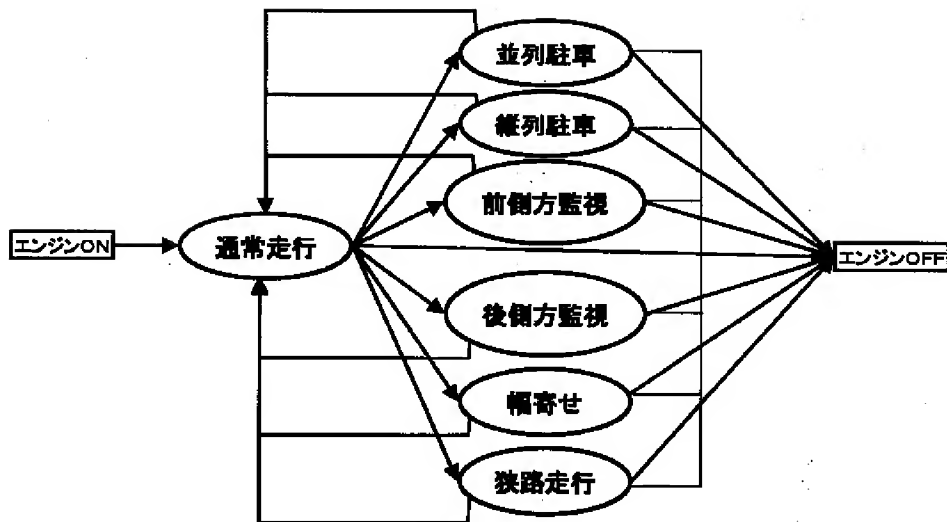 並列駐車
縦列駐車
前側方監視
エンジンON
通常走行
エンジンOFF
後側方監視
幅寄せ
狭路走行